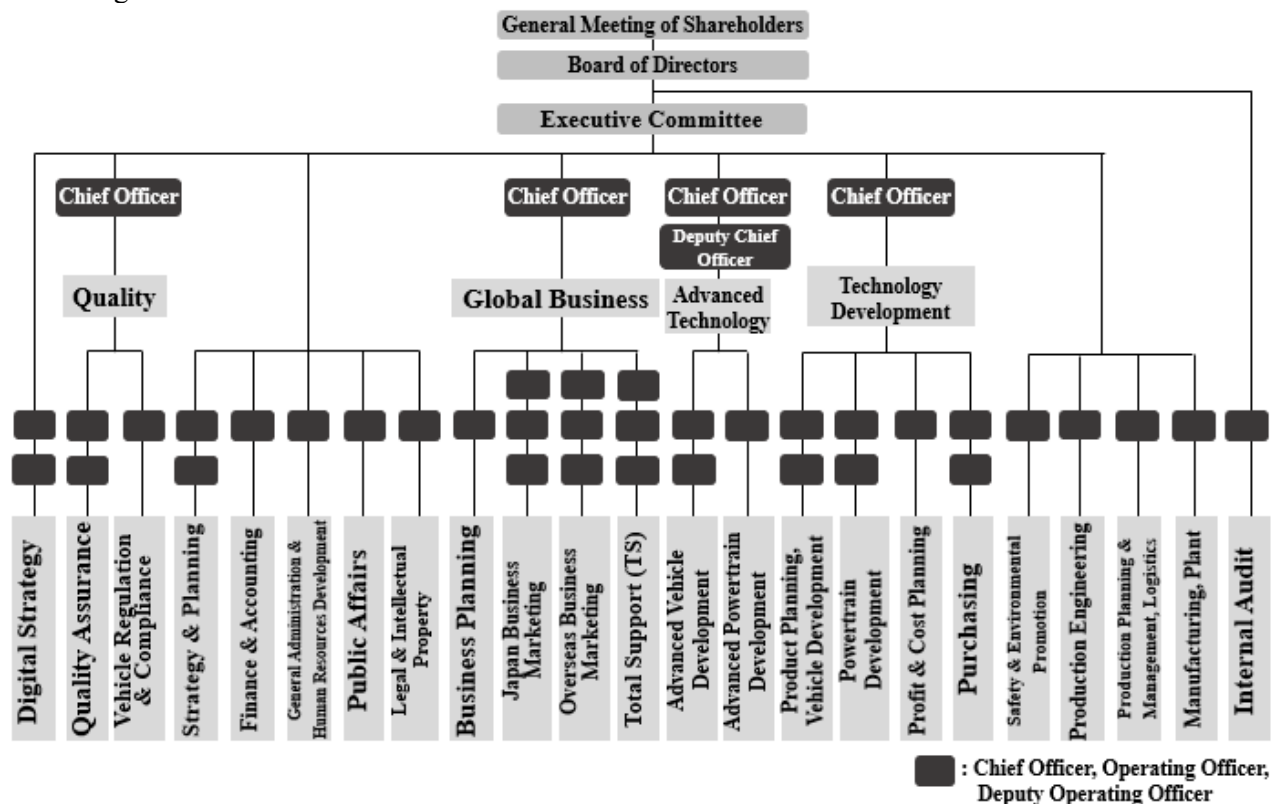 General Meeting of Shareholders
Board of Directors
Executive Committee
Chief Officer
Chief Officer
Chief Officer
Chief Officer
Deputy Chief
Officer
Quality
Global Business
Advanced
Technology
Technology
Development
Digital Strategy
Quality Assurance
Vehicle Regulation
& Compliance
Strategy & Planning
Finance & Accounting
General Administration &
Human Resources Development
Public Affairs
Legal & Intellectual
Property
Business Planning
Japan Business
Marketing
Overseas Business
Marketing
Total Support (TS)
Advanced Vehicle
Development
Advanced Powertrain
Development
Product Planning,
Vehicle Development
Powertrain
Development
Profit & Cost Planning
Purchasing
Safety & Environmental
Promotion
Production Engineering
Production Planning &
Management, Logistics
Manufacturing, Plant
Internal Audit
: Chief Officer, Operating Officer,
Deputy Operating Officer